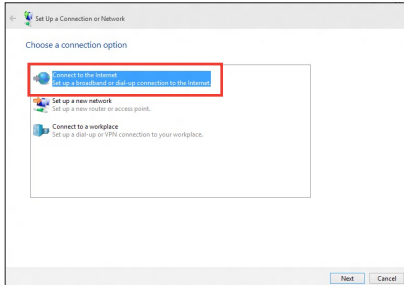 Set Up a Connection or Network
Choose a connection option
Connect to the Internet
Set up a broadband or dial-up connection to the Internet.
Set up a new network
Set up a new router or access point.
Connect to a workplace
Set up a dial-up or VPN connection to your workplace.
Next Cancel